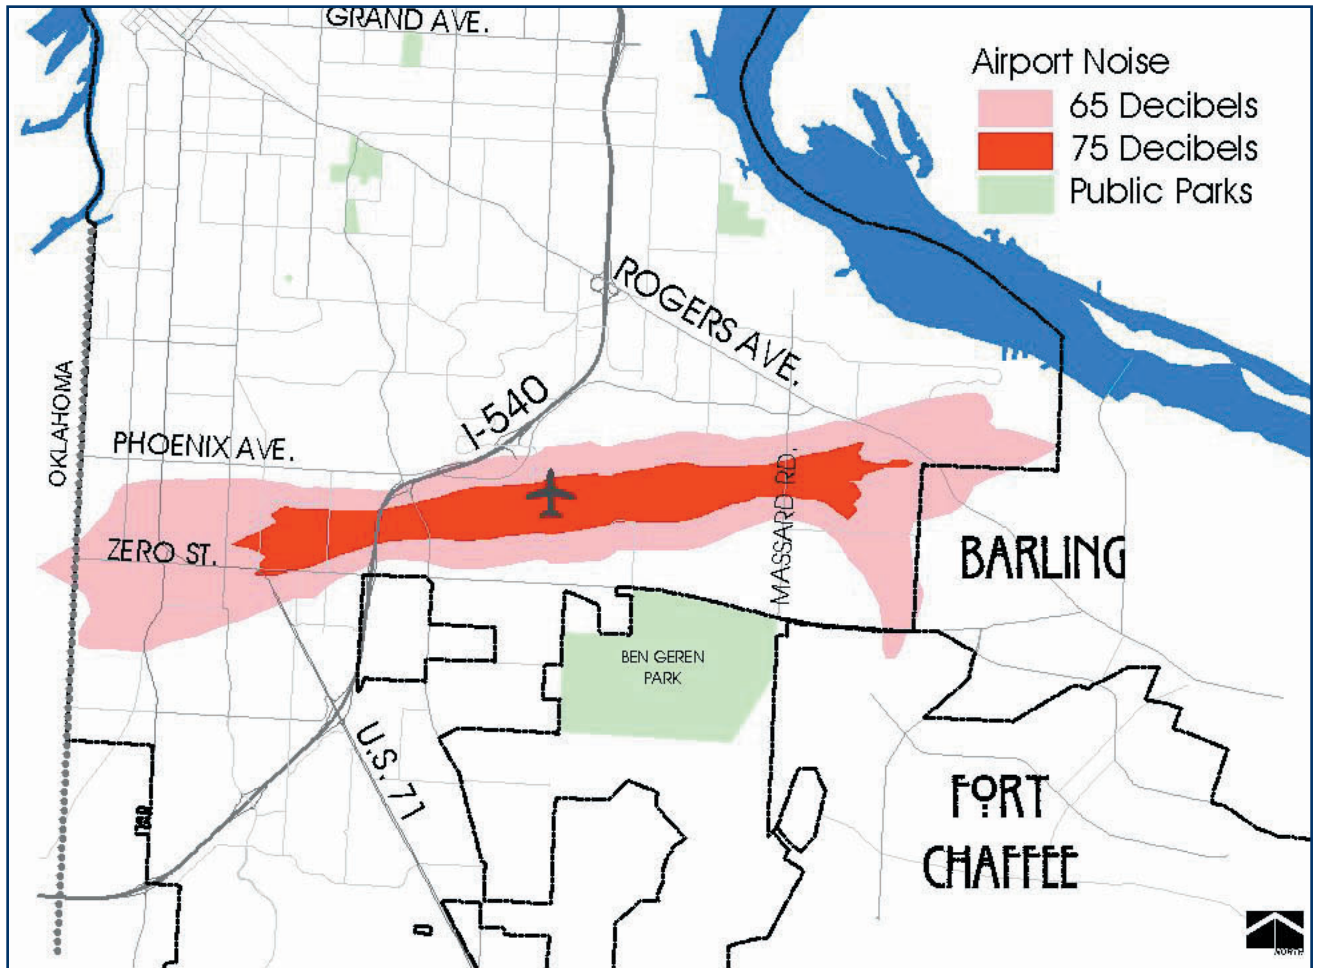 GRAND AVE.
Airport Noise
65 Decibels
75 Decibels
Public Parks
ROGERS AVE.
I-540
OKLAHOMA
PHOENIX AVE.
MASSARD RD.
ZERO ST.
BARLING
BEN GEREN
PARK
U.S. 71
FORT
CHAFFEE
NORTH